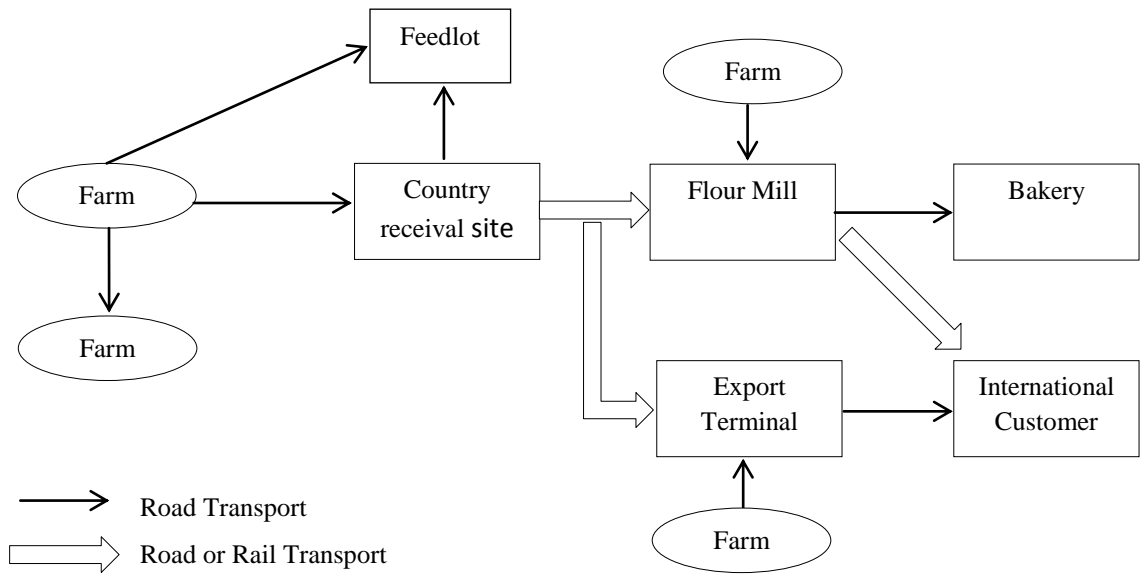 Feedlot
Farm
Farm
Country
receival site
Flour Mill
Bakery
Farm
Export
Terminal
International
Customer
Road Transport
Farm
Road or Rail Transport